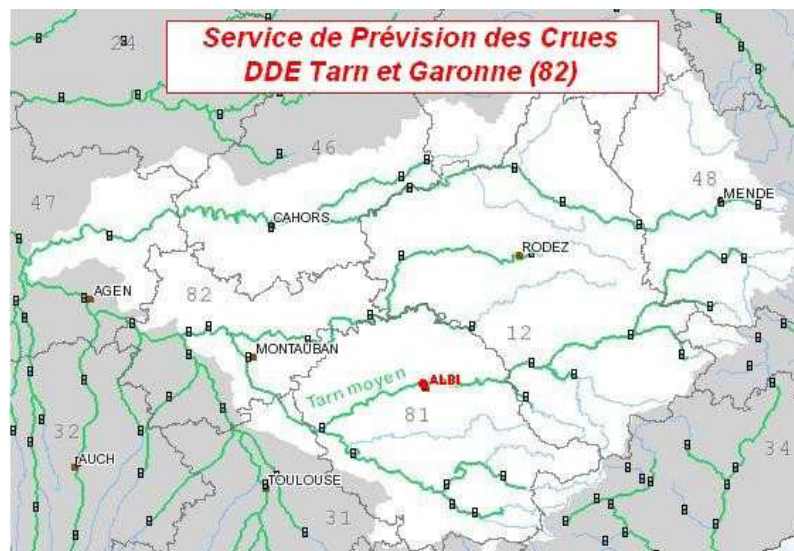 Service de Prévision des Crues
DDE Tarn et Garonne (82)
24
46
48
47
MENDE
CAHORS
RODEZ
AGEN
82
12
MONTAUBAN
ALBI
Tarn moyen
81
32
34
AUCH
TOULOUSE
31